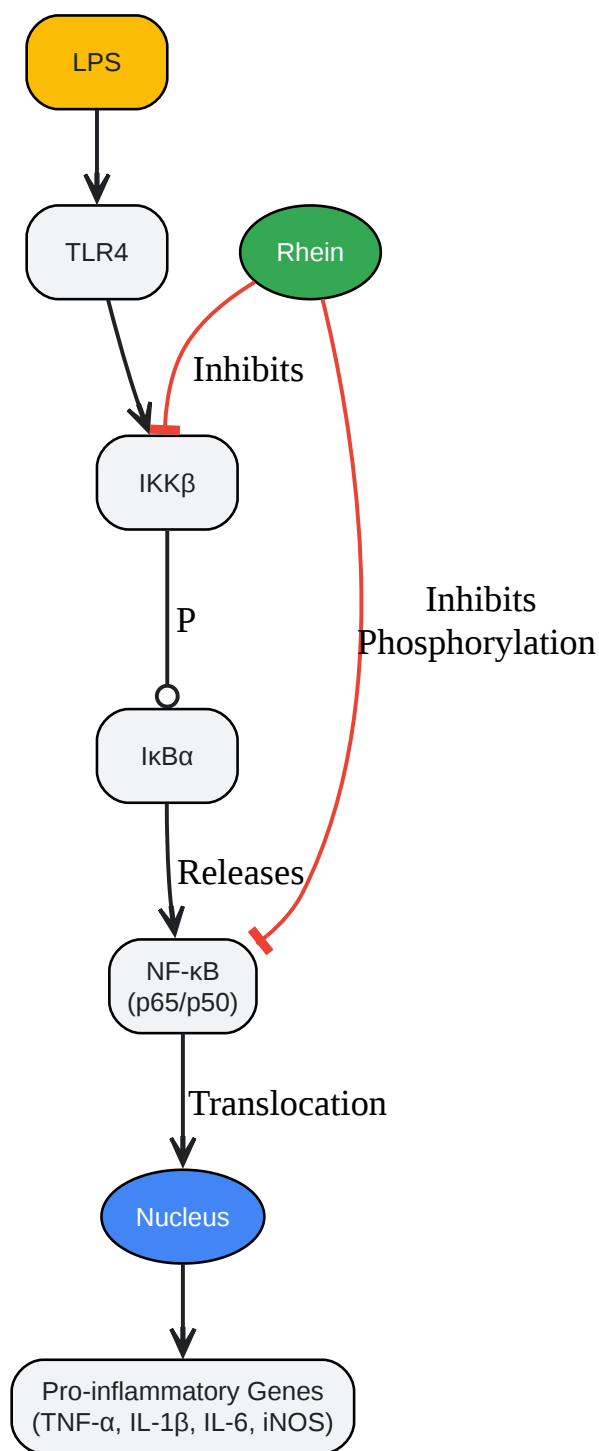 LPS
TLR4
Rhein
Inhibits
IKKβ
P
Inhibits
Phosphorylation
IκBα
Releases
NF-κB
(p65/p50)
Translocation
Nucleus
Pro-inflammatory Genes
(TNF-α, IL-1β, IL-6, iNOS)